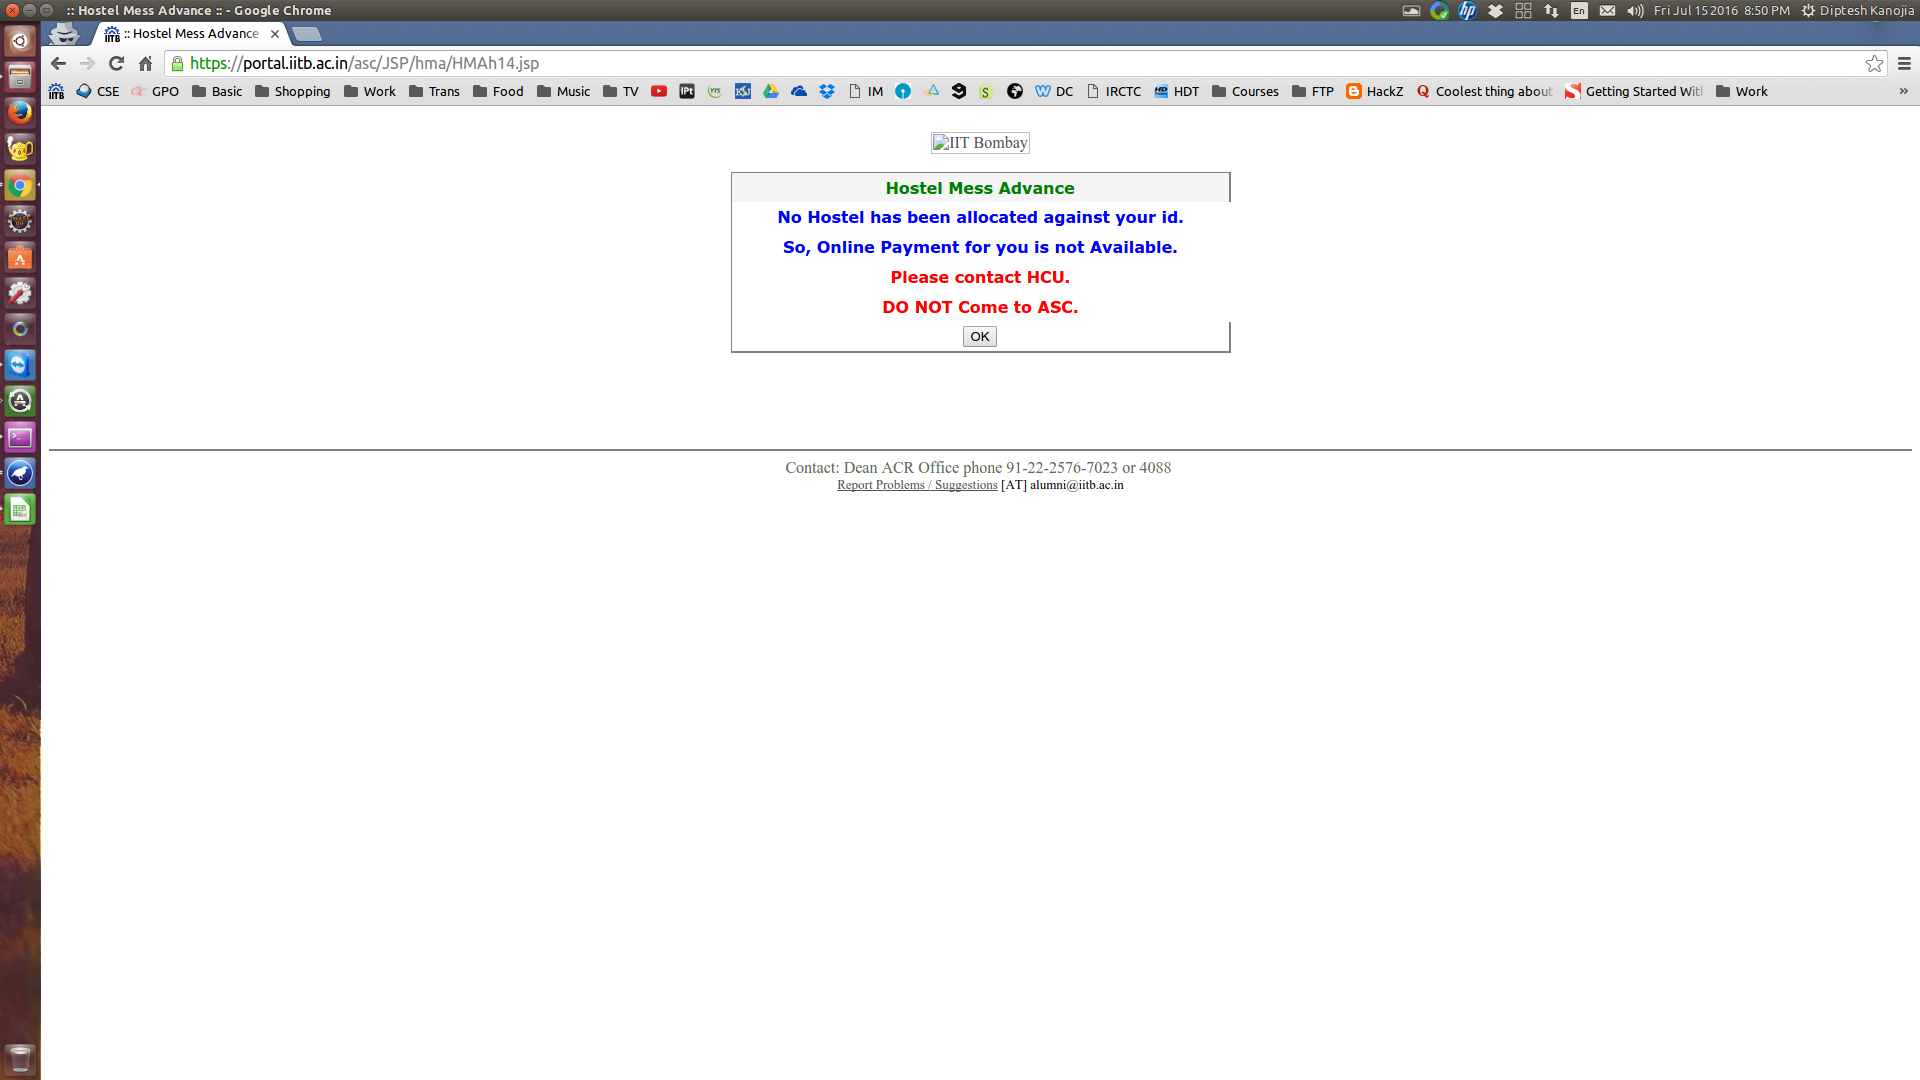 :: Hostel Mess Advance :: - Google Chrome
En
Fri Jul 15 2016 8:50 PM
Diptesh Kanojia
IITB :: Hostel Mess Advance
https://portal.iitb.ac.in/asc/JSP/hma/HMAh14.jsp
IITB CSE GPO Basic Shopping Work Trans Food Music TV IPt IM DC IRCTC HDT Courses FTP HackZ Coolest thing about Getting Started Wit Work »
IIT Bombay
Hostel Mess Advance
No Hostel has been allocated against your id.
So, Online Payment for you is not Available.
Please contact HCU.
DO NOT Come to ASC.
OK
Contact: Dean ACR Office phone 91-22-2576-7023 or 4088
Report Problems / Suggestions [AT] alumni@iitb.ac.in